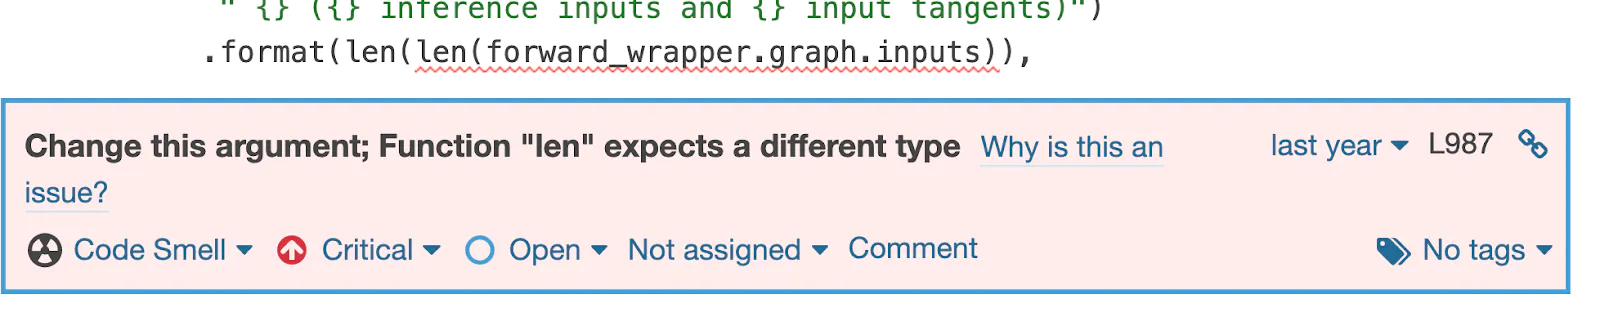 " {} ({} inference inputs and {} input tangents)")
.format(len(len(forward_wrapper.graph.inputs)),
Change this argument; Function "len" expects a different type Why is this an last year L987
issue?
Code Smell Critical Open Not assigned Comment No tags